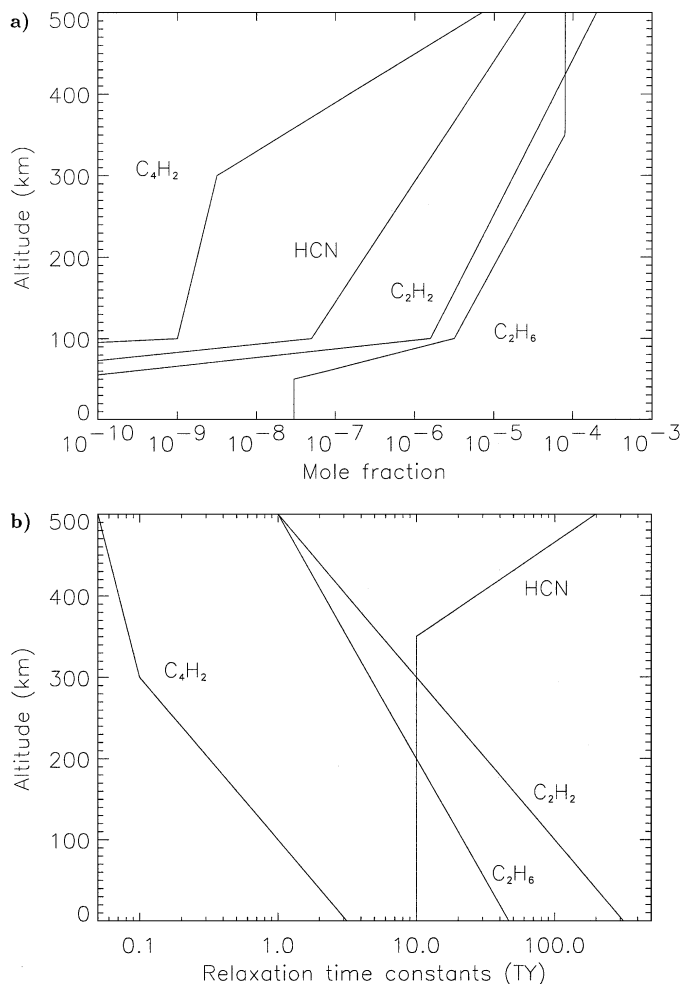 a)
500
400
300
200
100
0
Altitude (km)
C₄H₂
HCN
C₂H₂
C₂H₆
10⁻¹⁰ 10⁻⁹ 10⁻⁸ 10⁻⁷ 10⁻⁶ 10⁻⁵ 10⁻⁴ 10⁻³
Mole fraction
b)
500
400
300
200
100
0
Altitude (km)
HCN
C₄H₂
C₂H₂
C₂H₆
0.1 1.0 10.0 100.0
Relaxation time constants (TY)